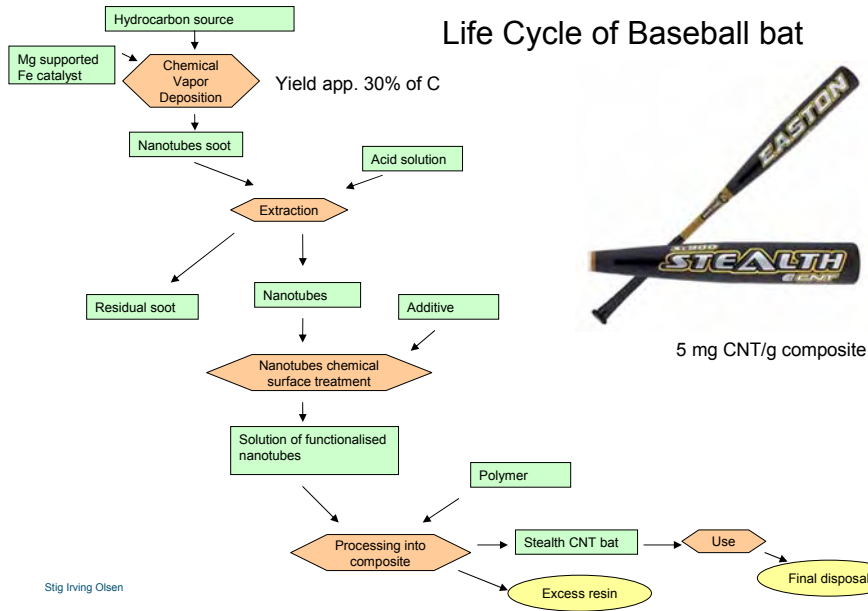 Life Cycle of Baseball bat
Hydrocarbon source
Mg supported
Fe catalyst
Chemical
Vapor
Deposition
Yield app. 30% of C
Nanotubes soot
Acid solution
Extraction
Residual soot
Nanotubes
Additive
Nanotubes chemical
surface treatment
Solution of functionalised
nanotubes
Polymer
Processing into
composite
Stealth CNT bat
Use
Excess resin
Final disposal
EASTON
STEALTH
CNT
5 mg CNT/g composite
Stig Irving Olsen